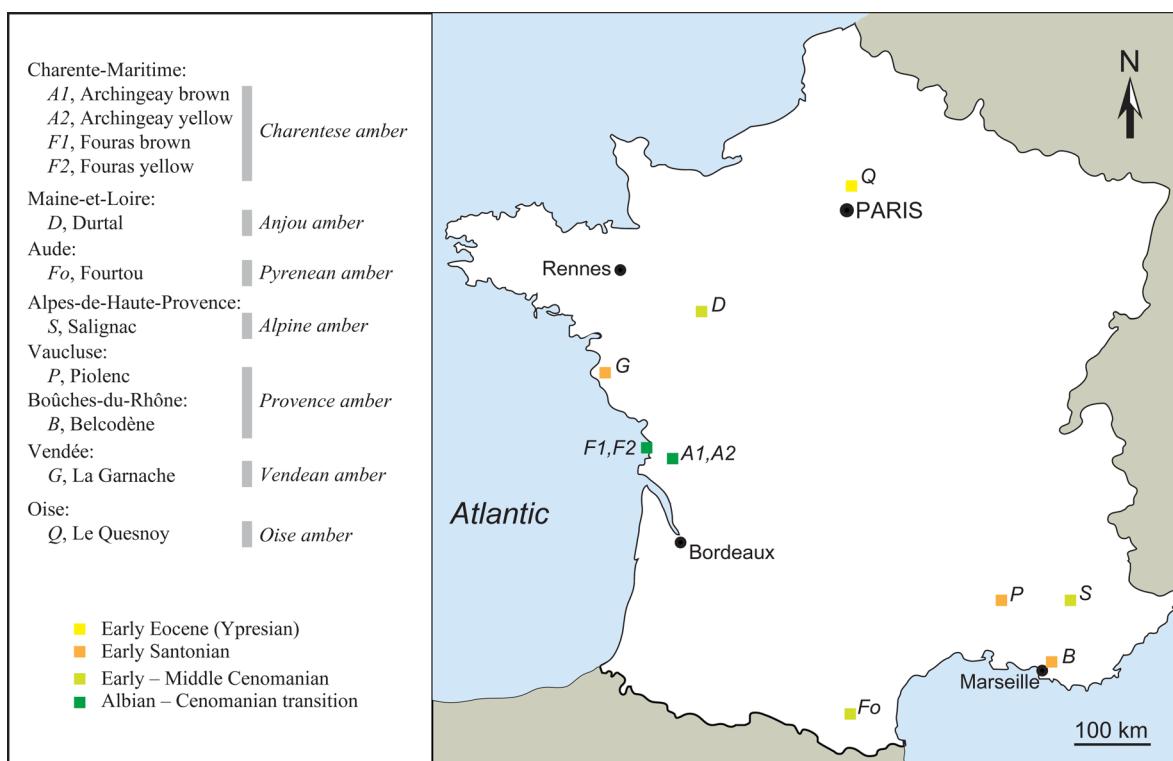 Charente-Maritime:
A1, Archingeay brown
A2, Archingeay yellow
F1, Fouras brown
F2, Fouras yellow
Charentese amber
Maine-et-Loire:
D, Durtal
Anjou amber
Aude:
Fo, Fourtou
Pyrenean amber
Alpes-de-Haute-Provence:
S, Salignac
Alpine amber
Vaucluse:
P, Piolenc
Boûches-du-Rhône:
B, Belcodène
Provence amber
Vendée:
G, La Garnache
Vendean amber
Oise:
Q, Le Quesnoy
Oise amber
Early Eocene (Ypresian)
Early Santonian
Early – Middle Cenomanian
Albian – Cenomanian transition
N
Q
PARIS
Rennes
D
G
F1,F2
A1,A2
Atlantic
Bordeaux
P
S
B
Marseille
Fo
100 km